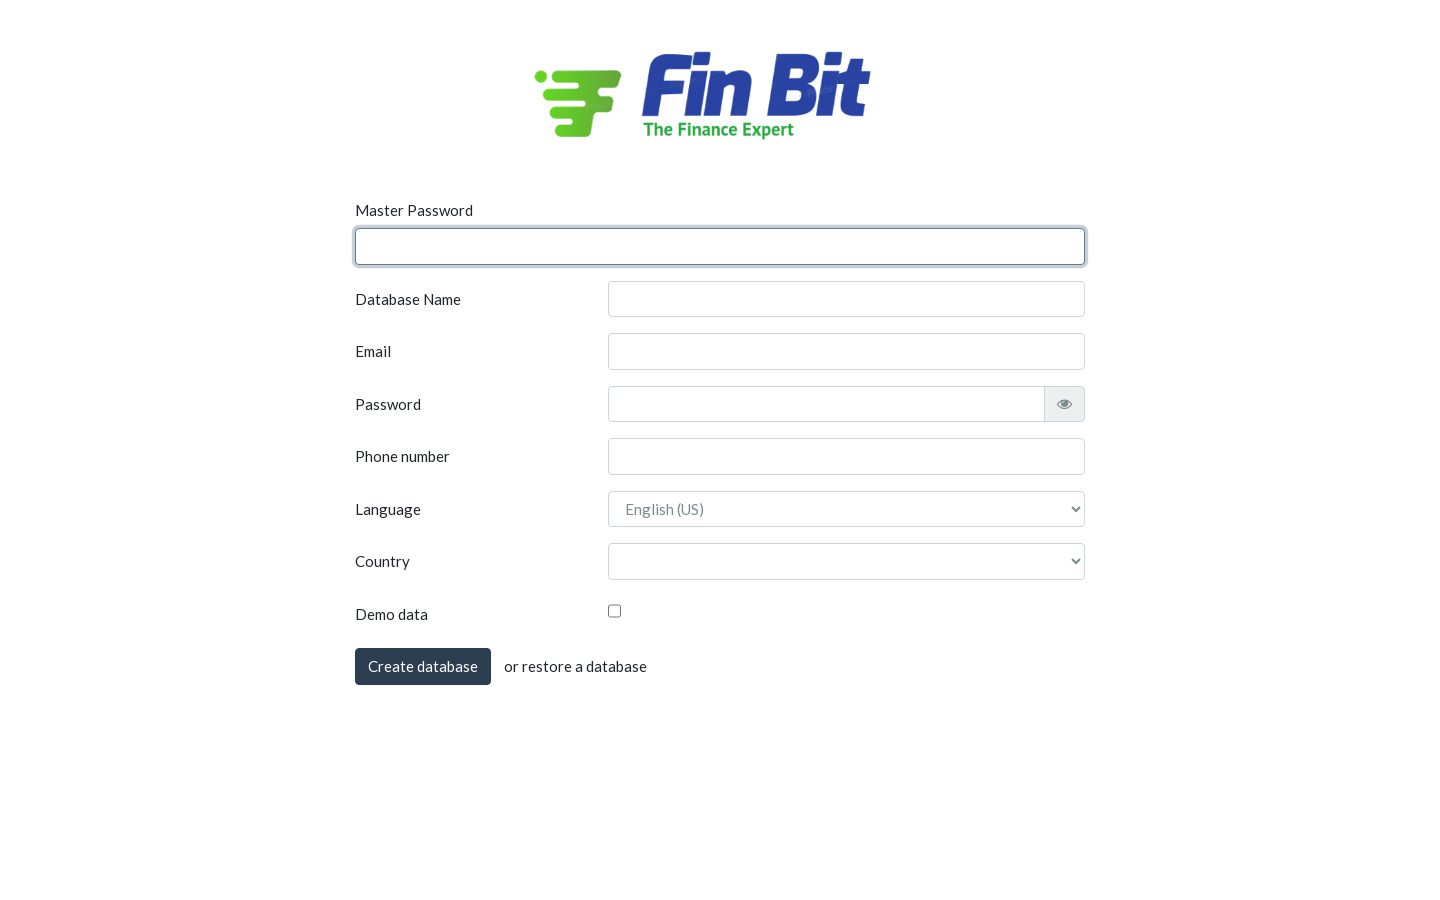 Fin Bit
The Finance Expert
Master Password
Database Name
Email
Password
Phone number
Language
English (US)
Country
Demo data
Create database or restore a database